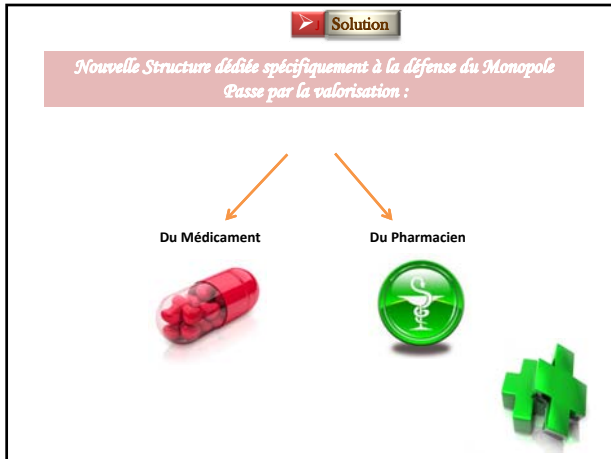 Solution
Nouvelle Structure dédiée spécifiquement à la défense du Monopole
Passe par la valorisation :
Du Médicament
Du Pharmacien